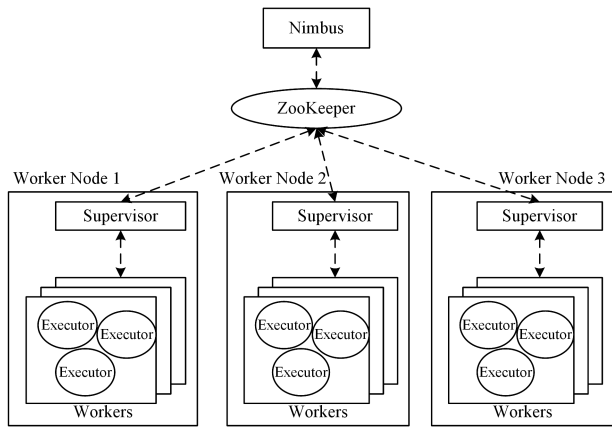 Nimbus
ZooKeeper
Worker Node 1
Worker Node 2
Worker Node 3
Supervisor
Supervisor
Supervisor
Executor
Executor
Executor
Executor
Executor
Executor
Executor
Executor
Executor
Workers
Workers
Workers